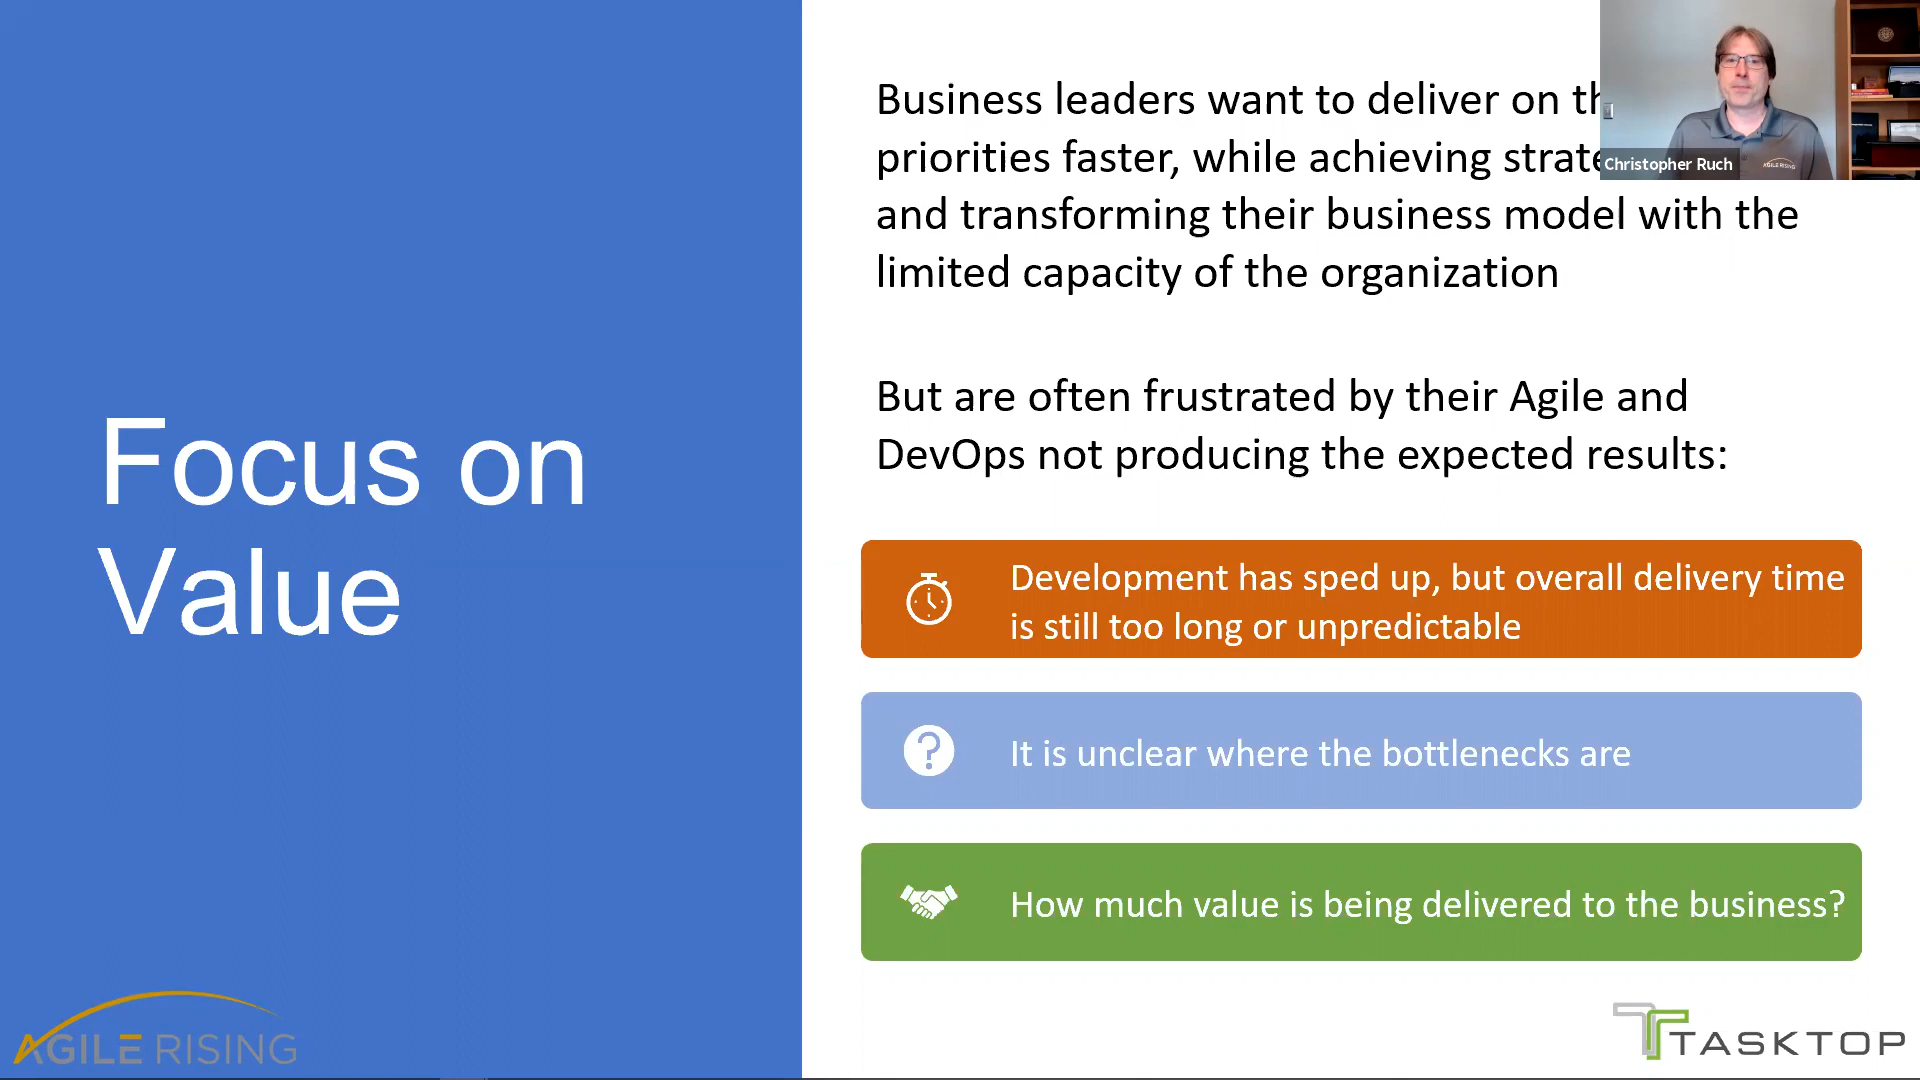 Focus on
Value
Business leaders want to deliver on
priorities faster, while achieving
and transforming their business model with the
limited capacity of the organization
But are often frustrated by their Agile and
DevOps not producing the expected results:
Development has sped up, but overall delivery time
is still too long or unpredictable
It is unclear where the bottlenecks are
How much value is being delivered to the business?
Christopher Ruch
AGILE RISING
AGILE RISING
TASKTOP